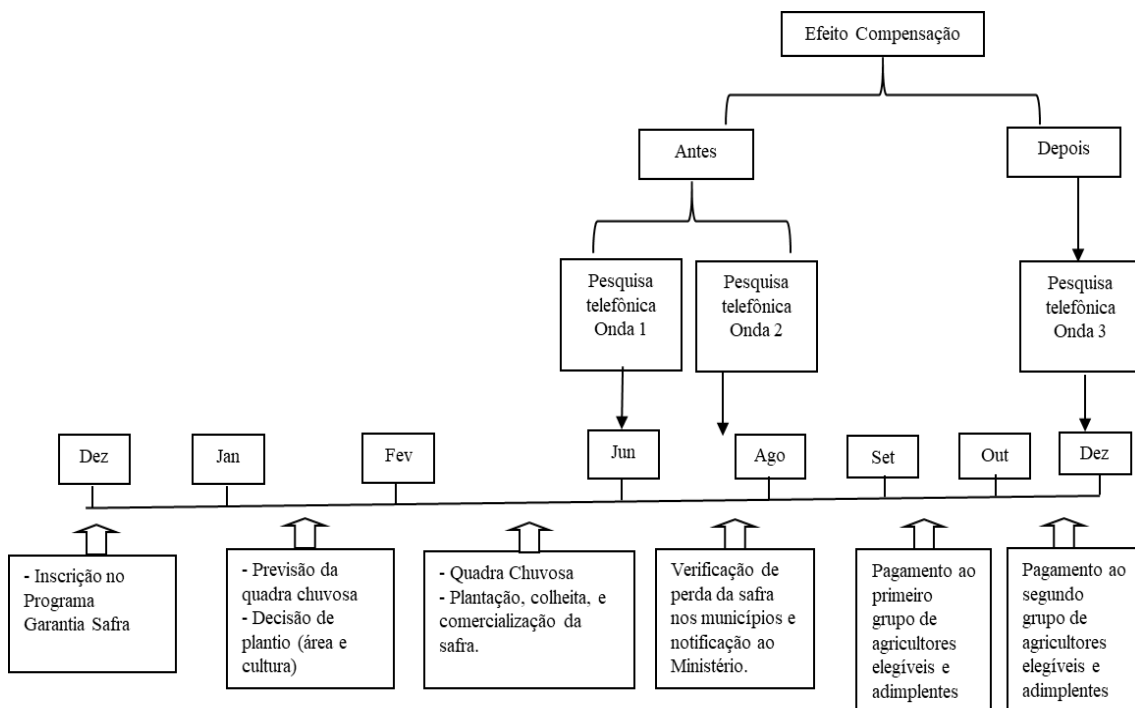 Efeito Compensação
Antes
Depois
Pesquisa
telefônica
Onda 1
Pesquisa
telefônica
Onda 2
Pesquisa
telefônica
Onda 3
Dez
Jan
Fev
Jun
Ago
Set
Out
Dez
- Inscrição no
Programa
Garantia Safra
- Previsão da
quadra chuvosa
- Decisão de
plantio (área e
cultura)
- Quadra Chuvosa
- Plantação, colheita, e
comercialização da
safra.
Verificação de
perda da safra
nos municípios e
notificação ao
Ministério.
Pagamento ao
primeiro
grupo de
agricultores
elegíveis e
adimplentes
Pagamento ao
segundo
grupo de
agricultores
elegíveis e
adimplentes